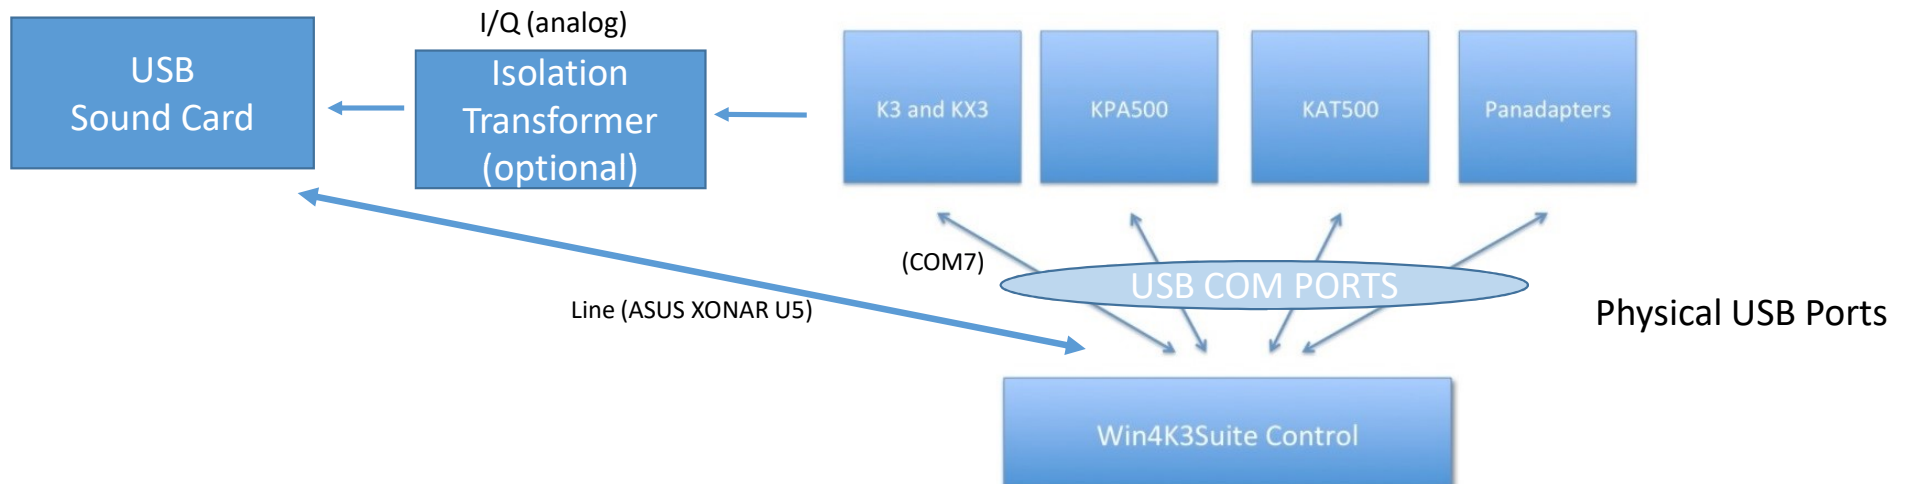 I/Q (analog)
USB
Sound Card
Isolation
Transformer
(optional)
K3 and KX3
KPA500
KAT500
Panadapters
(COM7)
USB COM PORTS
Line (ASUS XONAR U5)
Physical USB Ports
Win4K3Suite Control